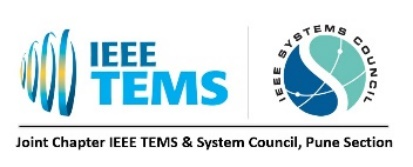 IEEE
TEMS
IEEE SYSTEMS COUNCIL
Joint Chapter IEEE TEMS & System Council, Pune Section